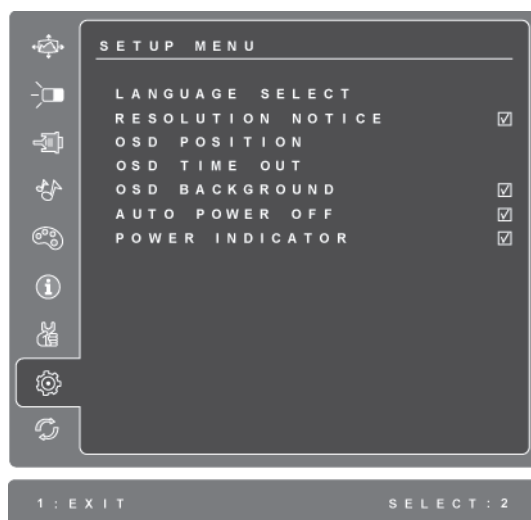 SETUP MENU
LANGUAGE SELECT
RESOLUTION NOTICE
OSD POSITION
OSD TIME OUT
OSD BACKGROUND
AUTO POWER OFF
POWER INDICATOR
1:EXIT SELECT:2